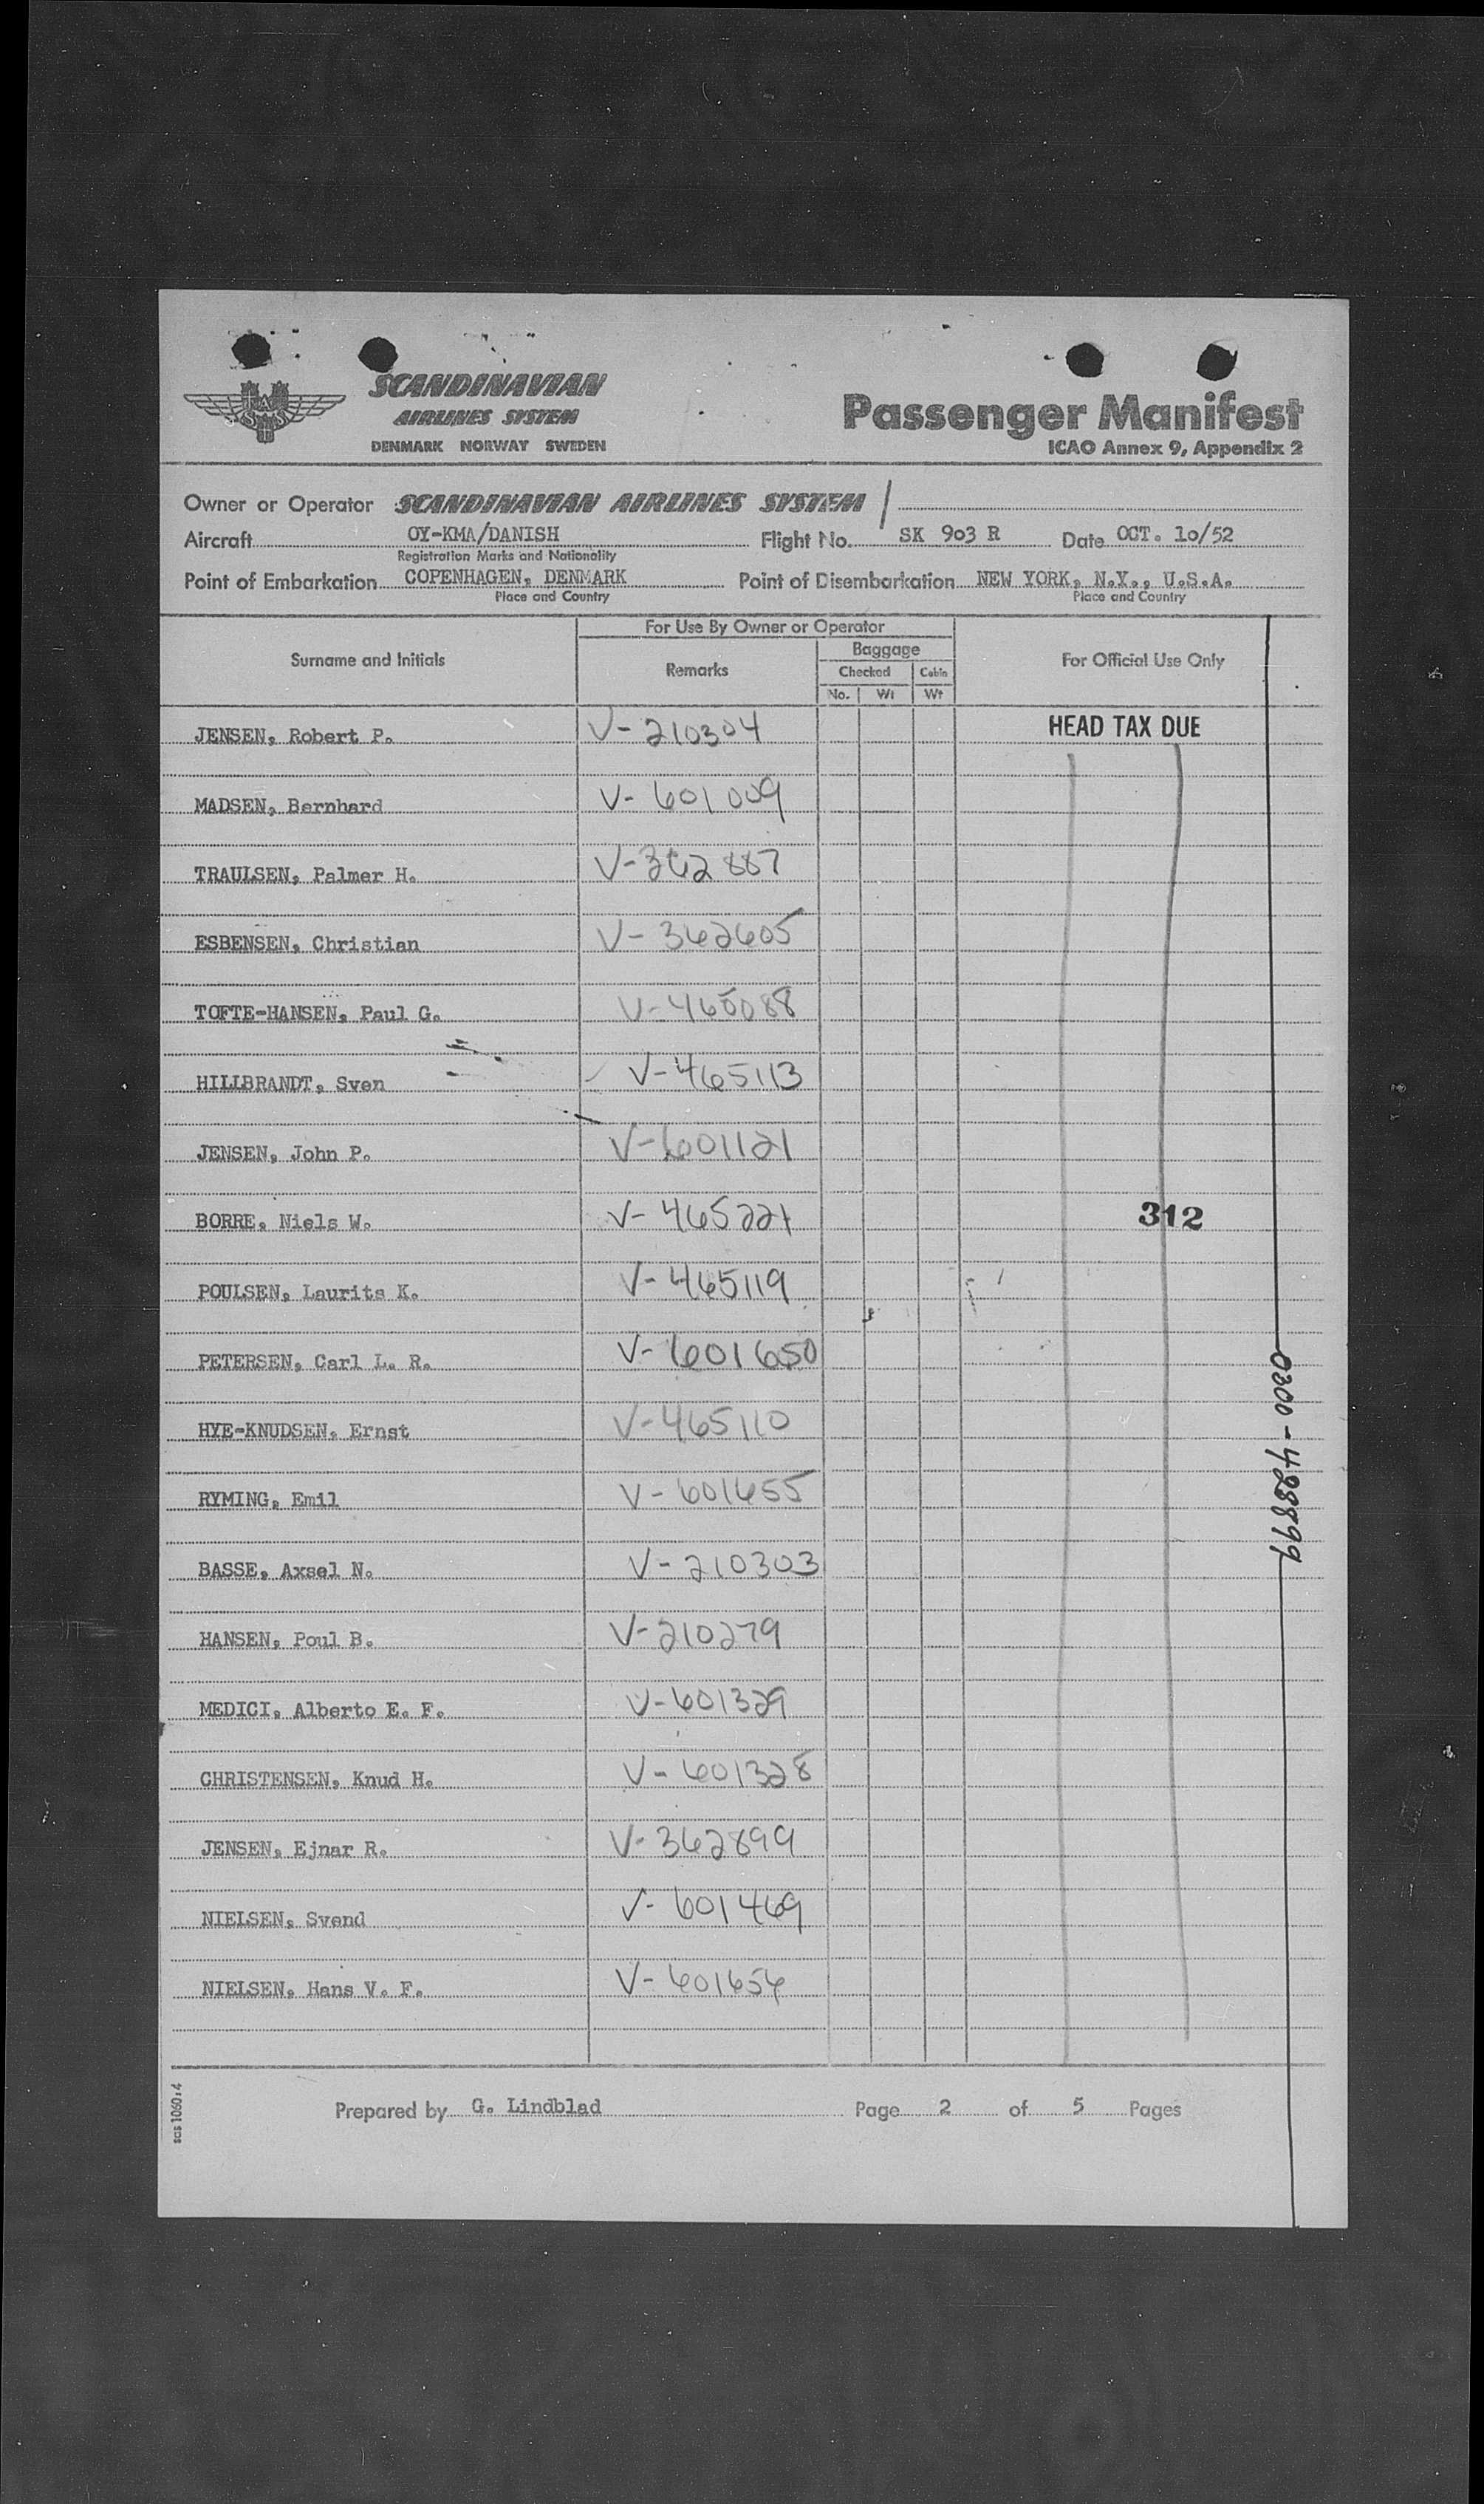 SCANDINAVIAN
AIRLINES SYSTEM
DENMARK NORWAY SWEDEN
Passenger Manifest
ICAO Annex 9, Appendix 2
Owner or Operator SCANDINAVIAN AIRLINES SYSTEM
Aircraft OY-KMA/DANISH Flight No. SK 903 R Date OCT. 10/52
Registration Marks and Nationality
Point of Embarkation COPENHAGEN, DENMARK Point of Disembarkation NEW YORK, N.Y., U.S.A.
Place and Country Place and Country
For Use By Owner or Operator
Surname and Initials Remarks Baggage For Official Use Only
Checked Cabin
No. Wt Wt
JENSEN, Robert P. V-210304 HEAD TAX DUE
MADSEN, Bernhard V-601009
TRAULSEN, Palmer H. V-362887
ESBENSEN, Christian V-362605
TOFTE-HANSEN, Paul G. V-465088
HILLBRANDT, Sven V-465113
JENSEN, John P. V-601121
BORRE, Niels W. V-465221 312
POULSEN, Laurits K. V-465119
PETERSEN, Carl L. R. V-601650
HYE-KNUDSEN, Ernst V-465110
RYMING, Emil V-601655
BASSE, Axsel N. V-210303
HANSEN, Poul B. V-210279
MEDICI, Alberto E. F. V-601329
CHRISTENSEN, Knud H. V-601328
JENSEN, Ejnar R. V-362899
NIELSEN, Svend V-601469
NIELSEN, Hans V. F. V-601656
0300-428899
sas 1060:4
Prepared by G. Lindblad Page 2 of 5 Pages